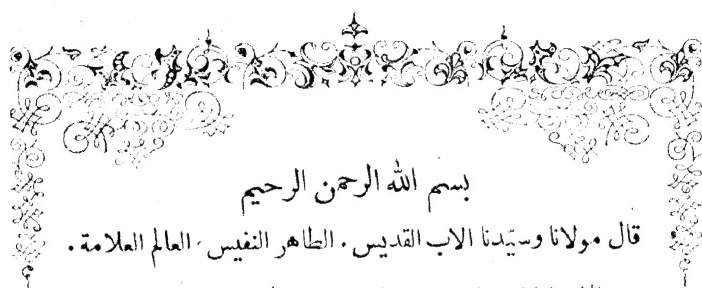 بسم الله الرحمن الرحيم
قال مولانا وسيّدنا الاب القديس . الطاهر النفيس . العالم العلامة .